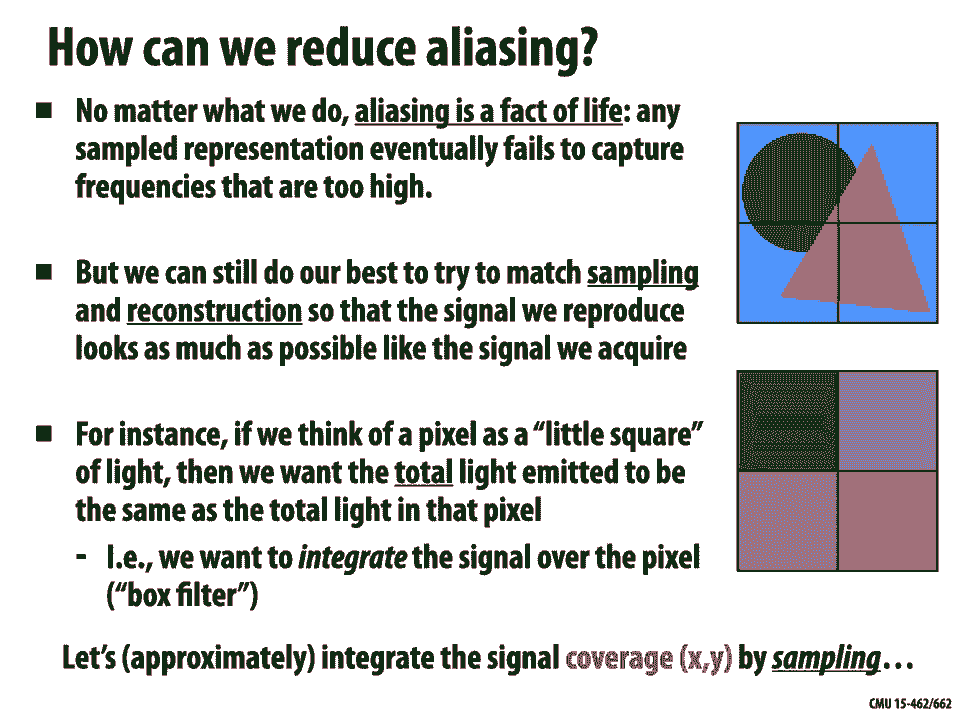 How can we reduce aliasing?
■ No matter what we do, aliasing is a fact of life: any
sampled representation eventually fails to capture
frequencies that are too high.
■ But we can still do our best to try to match sampling
and reconstruction so that the signal we reproduce
looks as much as possible like the signal we acquire
■ For instance, if we think of a pixel as a “little square”
of light, then we want the total light emitted to be
the same as the total light in that pixel
- I.e., we want to integrate the signal over the pixel
(“box filter”)
Let’s (approximately) integrate the signal coverage (x,y) by sampling…
CMU 15-462/662